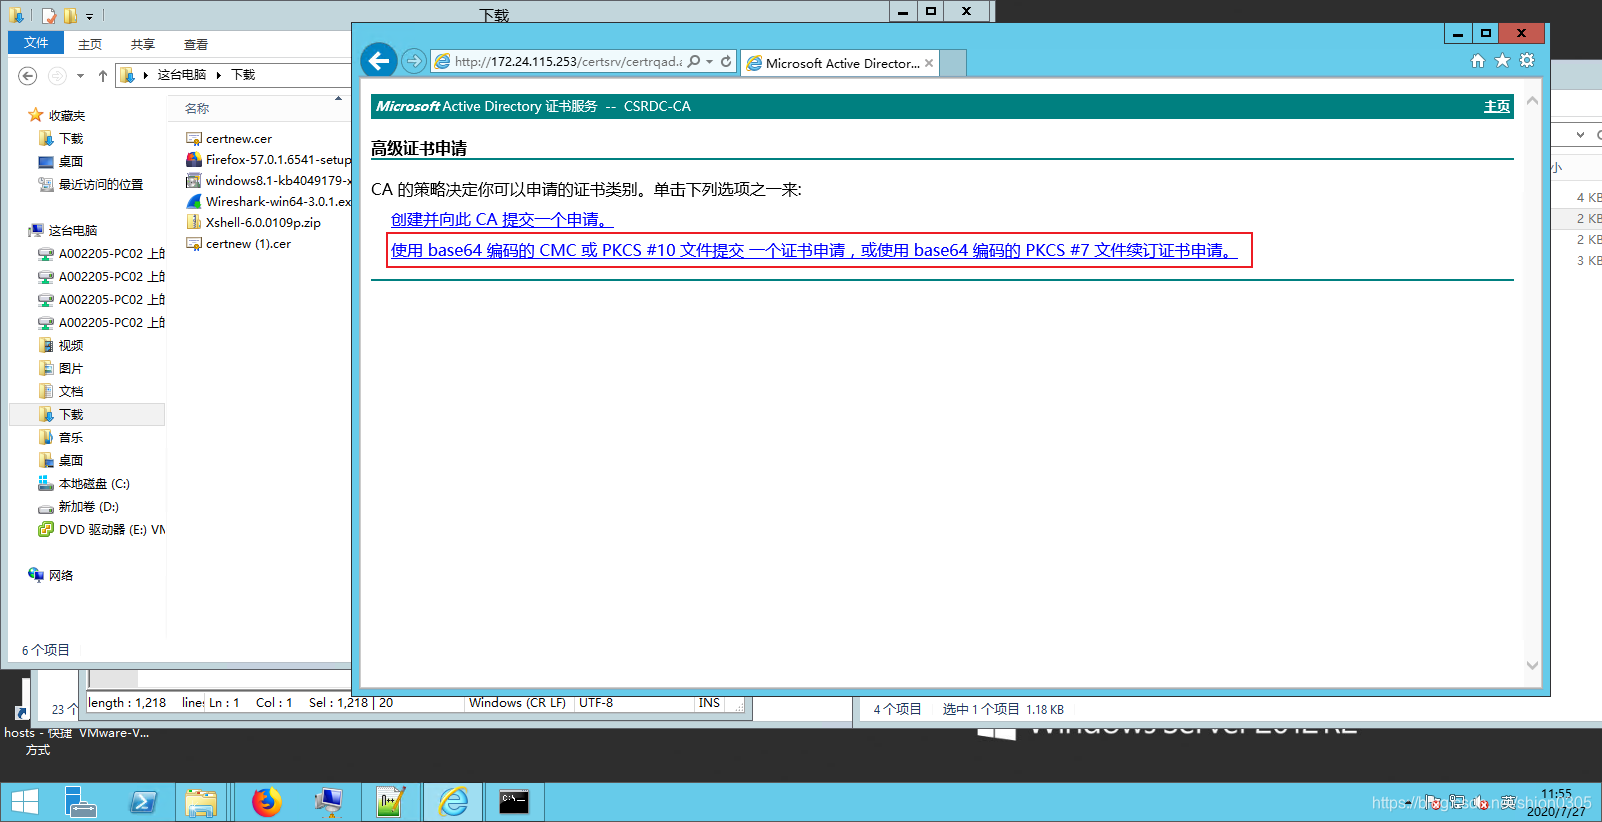 下载
文件
主页
共享
查看
这台电脑
下载
名称
收藏夹
下载
桌面
最近访问的位置
这台电脑
A002205-PC02 上的
A002205-PC02 上的
A002205-PC02 上的
A002205-PC02 上的
视频
图片
文档
下载
音乐
桌面
本地磁盘 (C:)
新加卷 (D:)
DVD 驱动器 (E:) VM
网络
certnew.cer
Firefox-57.0.1.6541-setup
windows8.1-kb4049179-x
Wireshark-win64-3.0.1.ex
Xshell-6.0.0109p.zip
certnew (1).cer
6 个项目
http://172.24.115.253/certsrv/certrqad.a
Microsoft Active Director...
Microsoft Active Directory 证书服务 -- CSRDC-CA
主页
高级证书申请
CA 的策略决定你可以申请的证书类别。单击下列选项之一来:
创建并向此 CA 提交一个申请。
使用 base64 编码的 CMC 或 PKCS #10 文件提交 一个证书申请，或使用 base64 编码的 PKCS #7 文件续订证书申请。
小
4 KB
2 KB
2 KB
3 KB
23 个
length : 1,218 lines Ln : 1 Col : 1 Sel : 1,218 | 20 Windows (CR LF) UTF-8 INS
4 个项目 选中 1 个项目 1.18 KB
hosts - 快捷方式
VMware-V...
Windows Server 2012 R2
英
11:55
2020/7/27